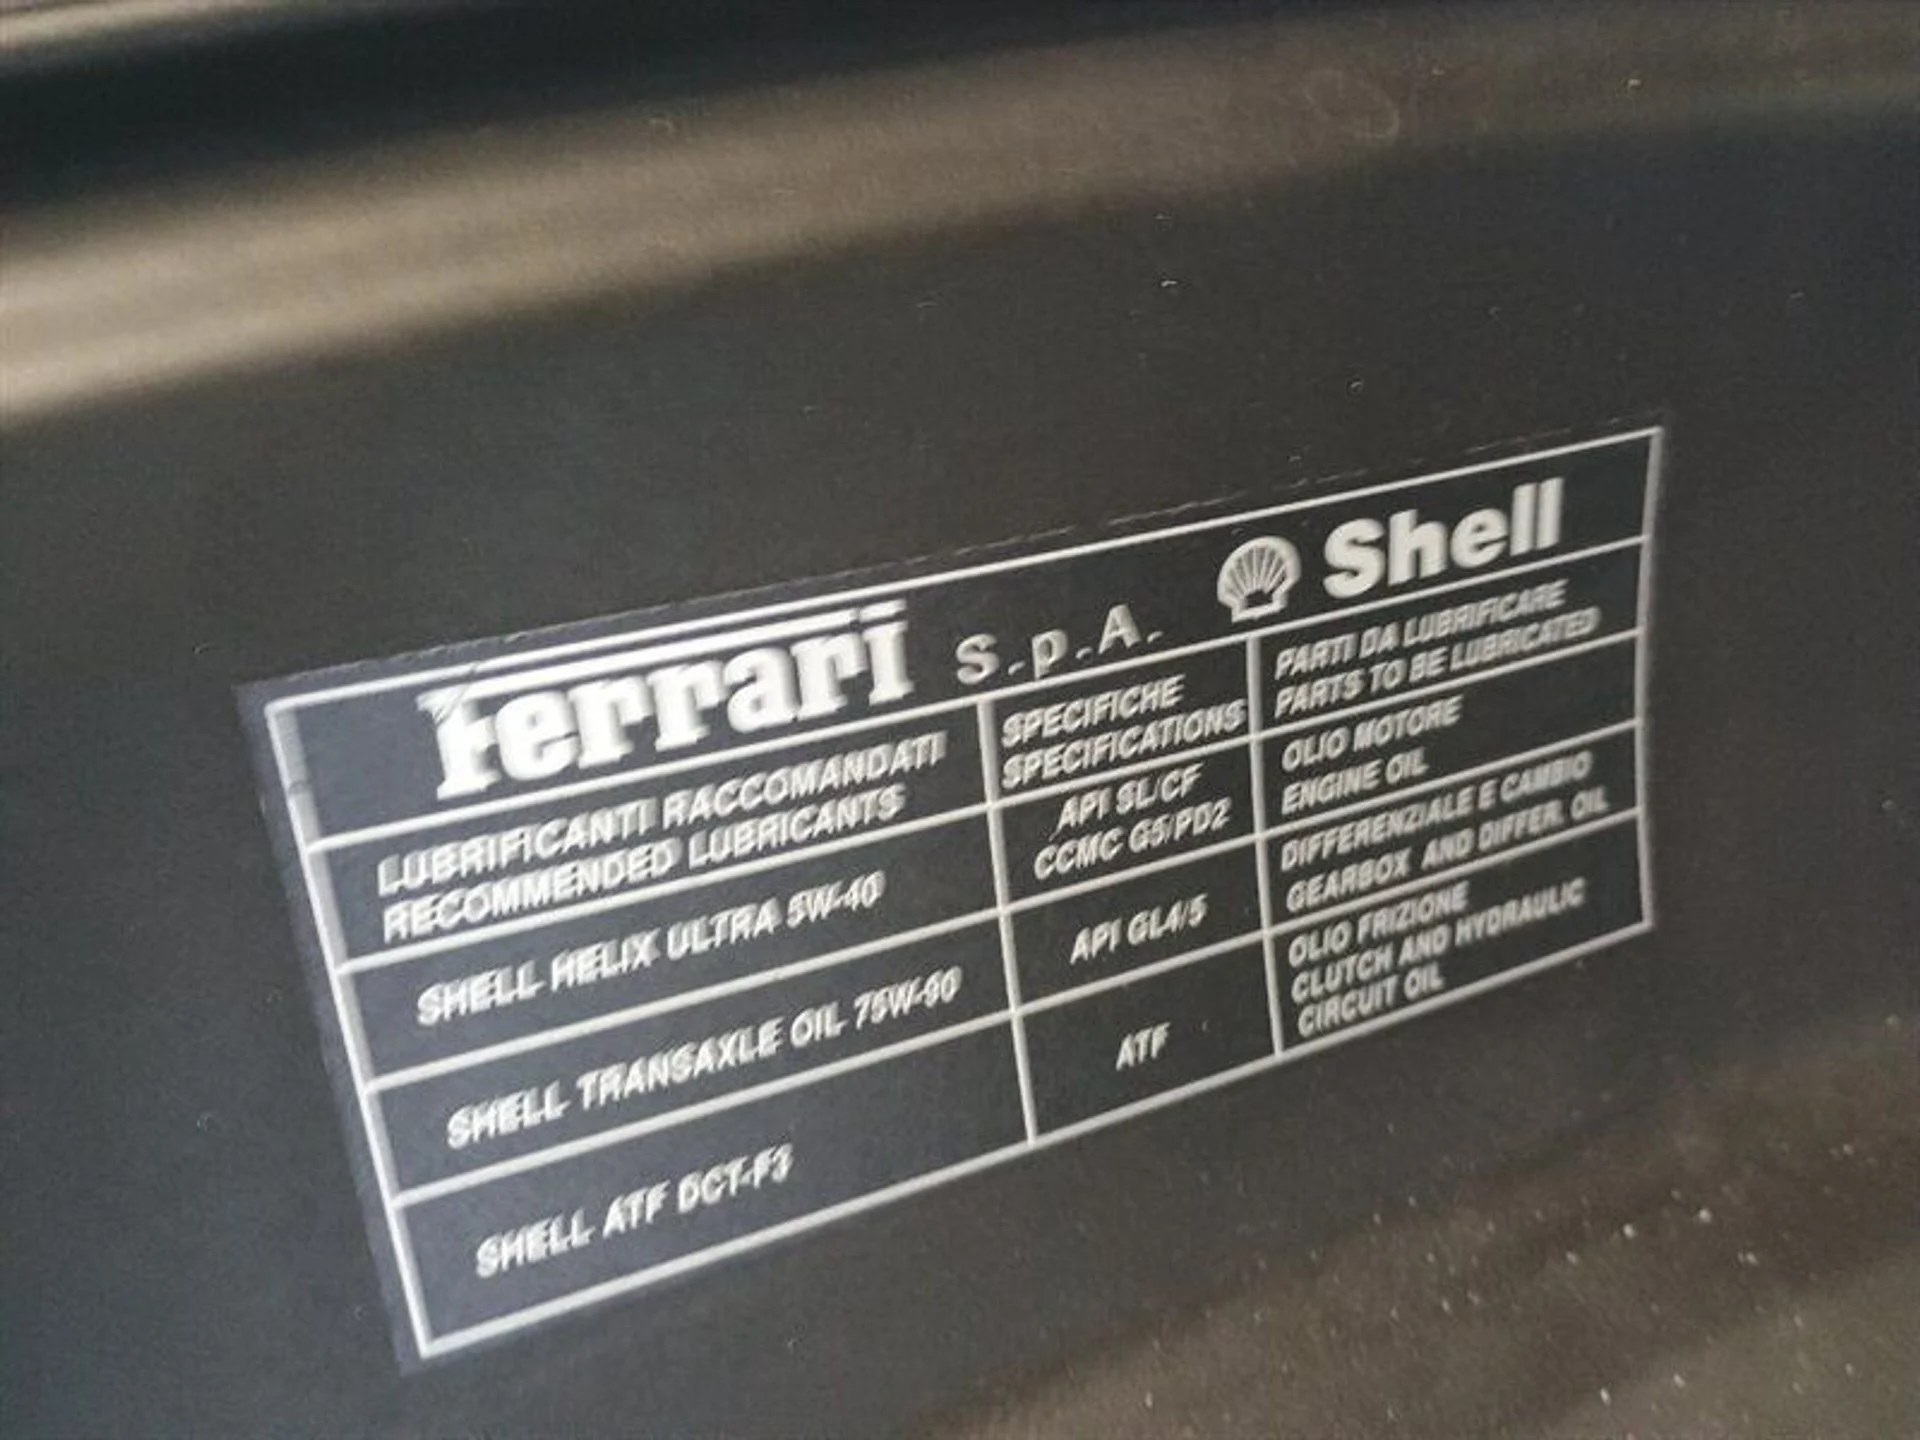 Ferrari S.p.A. Shell
LUBRIFICANTI RACCOMANDATI
RECOMMENDED LUBRICANTS
SPECIFICHE
SPECIFICATIONS
PARTI DA LUBRIFICARE
PARTS TO BE LUBRICATED
SHELL HELIX ULTRA 5W-40
API SL/CF
CCMC G5/PD2
OLIO MOTORE
ENGINE OIL
SHELL TRANSAXLE OIL 75W-90
API GL4/5
DIFFERENZIALE E CAMBIO
GEARBOX AND DIFFER. OIL
SHELL ATF DCT-F3
ATF
OLIO FRIZIONE
CLUTCH AND HYDRAULIC
CIRCUIT OIL